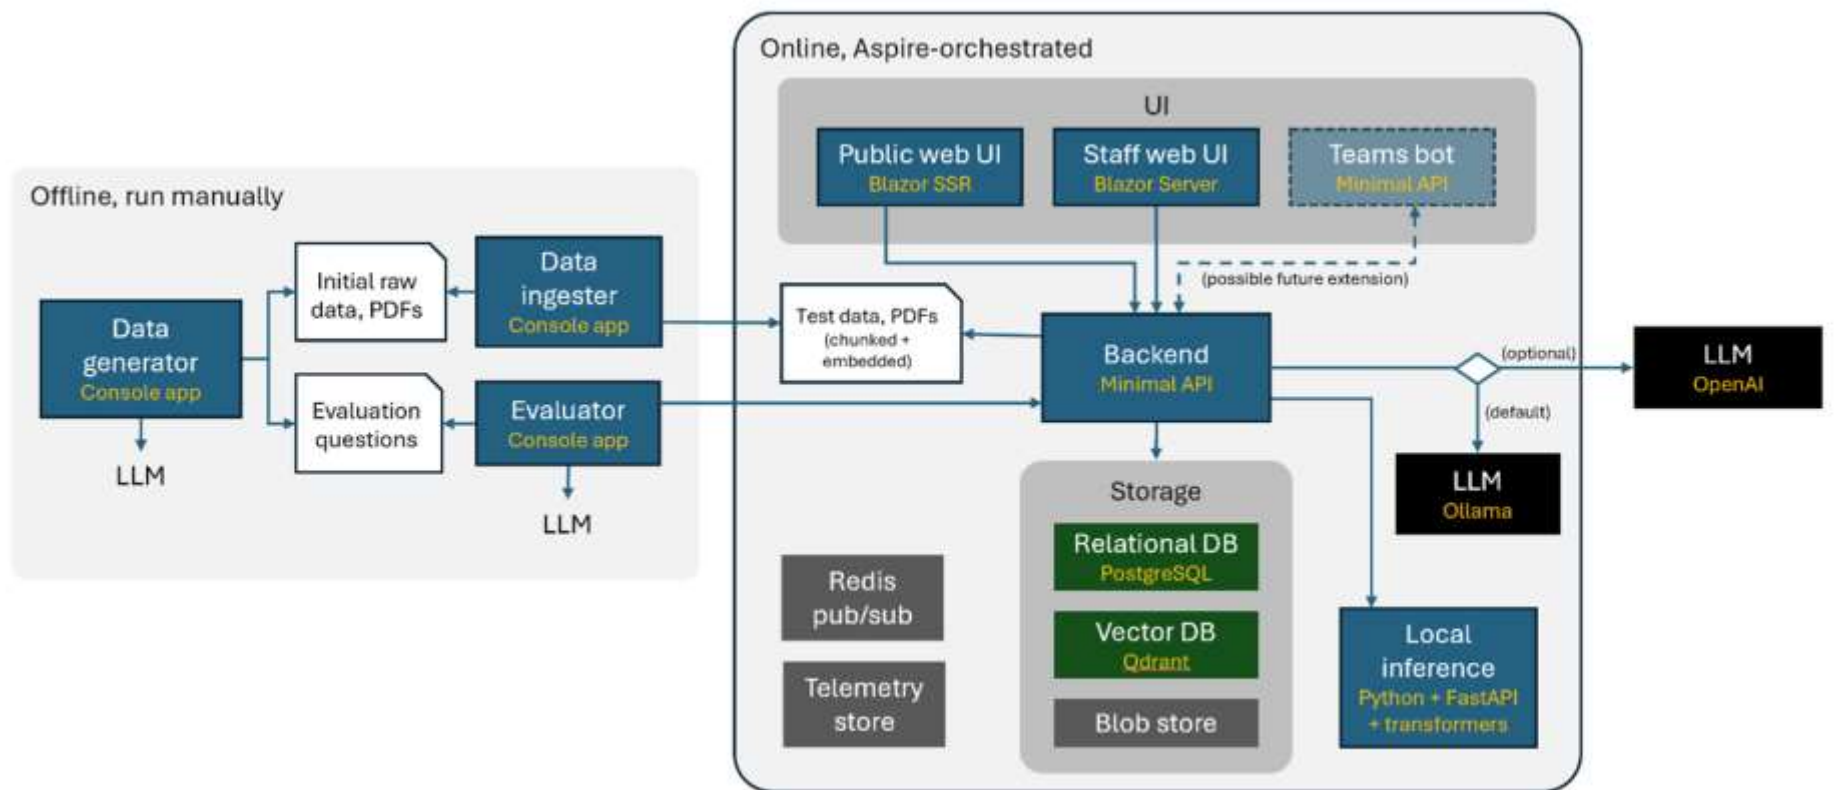 Online, Aspire-orchestrated
UI
Public web UI
Blazor SSR
Staff web UI
Blazor Server
Teams bot
Minimal API
(possible future extension)
Offline, run manually
Data
generator
Console app
LLM
Initial raw
data, PDFs
Evaluation
questions
Data
ingester
Console app
Evaluator
Console app
LLM
Test data, PDFs
(chunked +
embedded)
Backend
Minimal API
(optional)
(default)
LLM
OpenAI
LLM
Ollama
Storage
Relational DB
PostgreSQL
Vector DB
Qdrant
Blob store
Redis
pub/sub
Telemetry
store
Local
inference
Python + FastAPI
+ transformers